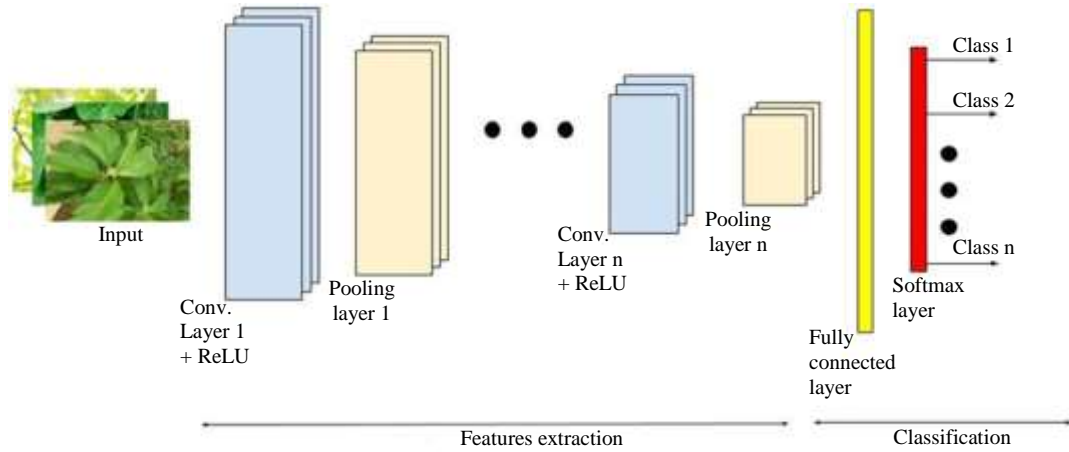 Input
Conv.
Layer 1
+ ReLU
Pooling
layer 1
Conv.
Layer n
+ ReLU
Pooling
layer n
Fully
connected
layer
Softmax
layer
Class 1
Class 2
Class n
Features extraction
Classification